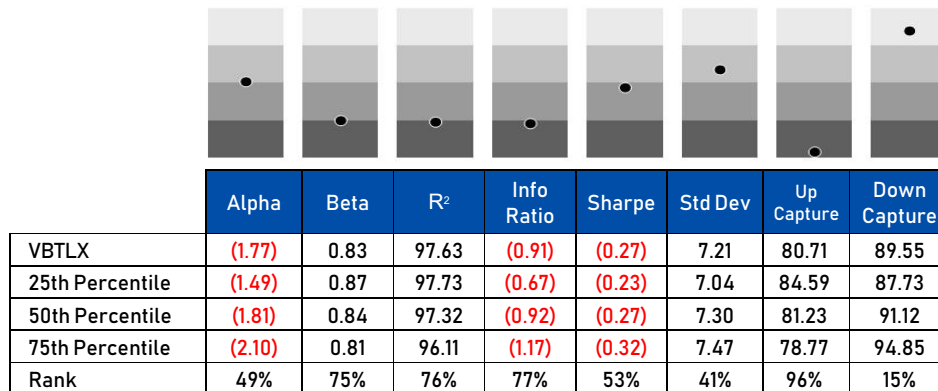 Alpha Beta R² Info Ratio Sharpe Std Dev Up Capture Down Capture
VBTLX (1.77) 0.83 97.63 (0.91) (0.27) 7.21 80.71 89.55
25th Percentile (1.49) 0.87 97.73 (0.67) (0.23) 7.04 84.59 87.73
50th Percentile (1.81) 0.84 97.32 (0.92) (0.27) 7.30 81.23 91.12
75th Percentile (2.10) 0.81 96.11 (1.17) (0.32) 7.47 78.77 94.85
Rank 49% 75% 76% 77% 53% 41% 96% 15%